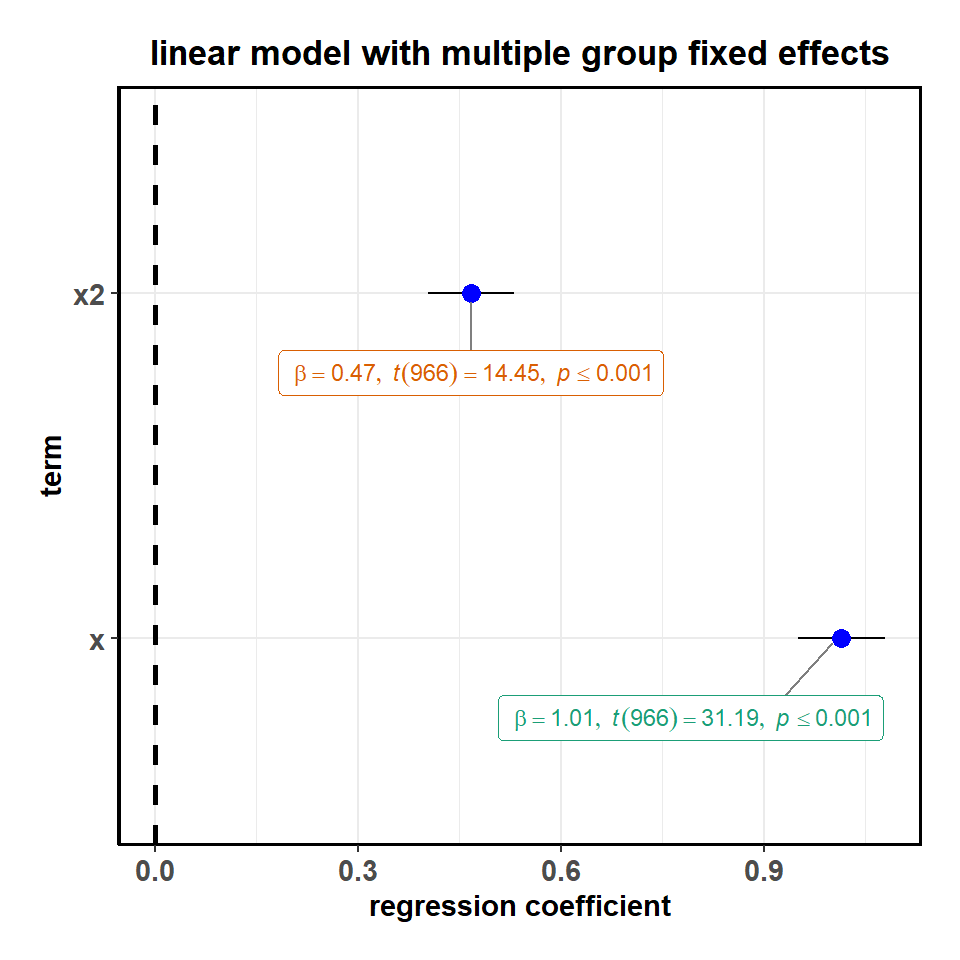 linear model with multiple group fixed effects
x2
β = 0.47, t(966) = 14.45, p ≤ 0.001
term
x
β = 1.01, t(966) = 31.19, p ≤ 0.001
0.0 0.3 0.6 0.9
regression coefficient